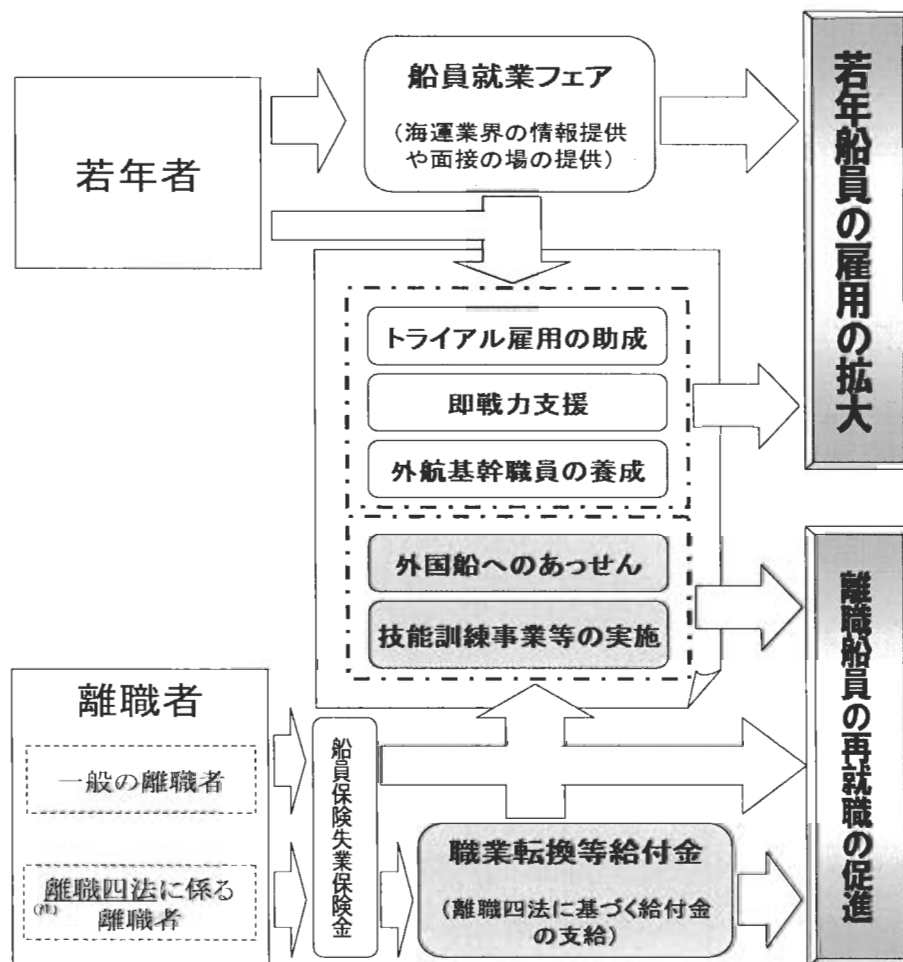 船員就業フェア
(海運業界の情報提供
や面接の場の提供)
若年者
若年船員の雇用の拡大
トライアル雇用の助成
即戦力支援
外航基幹職員の養成
外国船へのあっせん
技能訓練事業等の実施
離職者
一般の離職者
離職四法に係る
(注)
離職者
船員保険失業保険金
職業転換等給付金
(離職四法に基づく給付金
の支給)
離職船員の再就職の促進